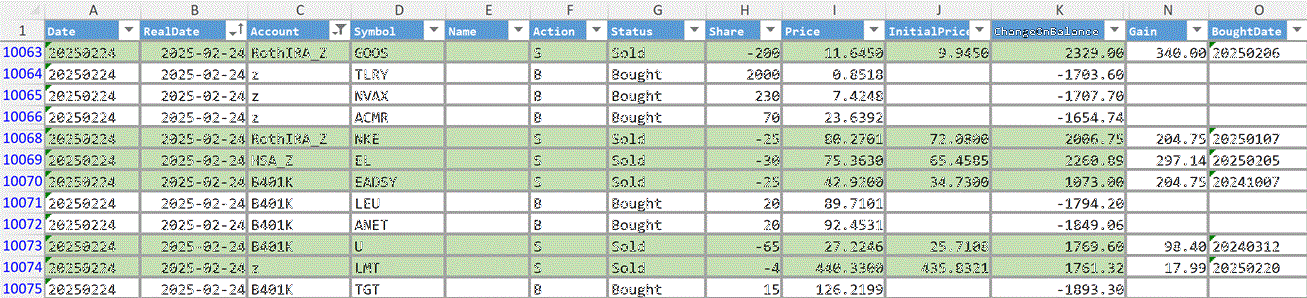 A B C D E F G H I J K N O
1 Date RealDate Account Symbol Name Action Status Share Price InitialPrice ChangeInBalance Gain BoughtDate
10063 20250224 2025-02-24 RothIRA_Z GOOS S Sold -200 11.6450 9.9450 2329.00 340.00 20250206
10064 20250224 2025-02-24 z TLRY B Bought 2000 0.8518 -1703.60
10065 20250224 2025-02-24 z NVAX B Bought 230 7.4248 -1707.70
10066 20250224 2025-02-24 z ACMR B Bought 70 23.6392 -1654.74
10068 20250224 2025-02-24 RothIRA_Z NKE S Sold -25 80.2701 72.0800 2006.75 204.75 20250107
10069 20250224 2025-02-24 HSA_Z EL S Sold -30 75.3630 65.4585 2260.89 297.14 20250205
10070 20250224 2025-02-24 B401K EADSY S Sold -25 42.9200 34.7300 1073.00 204.75 20241007
10071 20250224 2025-02-24 B401K LEU B Bought 20 89.7101 -1794.20
10072 20250224 2025-02-24 B401K ANET B Bought 20 92.4531 -1849.06
10073 20250224 2025-02-24 B401K U S Sold -65 27.2246 25.7108 1769.60 98.40 20240312
10074 20250224 2025-02-24 z LMT S Sold -4 440.3300 435.8321 1761.32 17.99 20250220
10075 20250224 2025-02-24 B401K TGT B Bought 15 126.2199 -1893.30